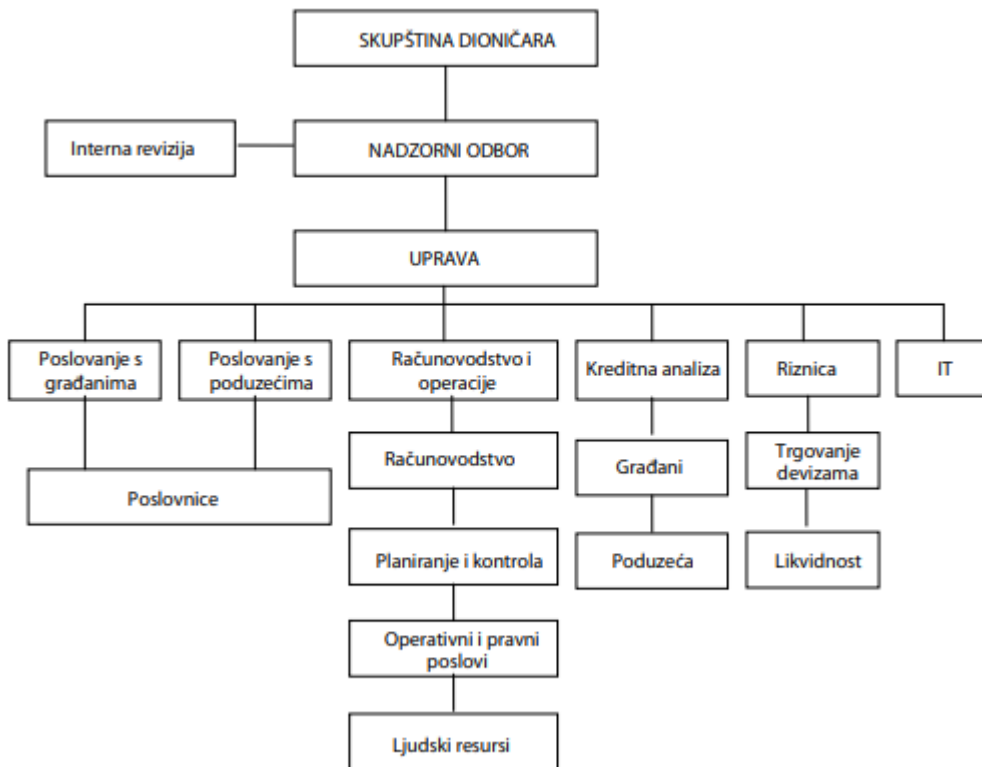 SKUPŠTINA DIONIČARA
Interna revizija
NADZORNI ODBOR
UPRAVA
Poslovanje s
građanima
Poslovanje s
poduzećima
Računovodstvo i
operacije
Kreditna analiza
Riznica
IT
Poslovnice
Računovodstvo
Građani
Trgovanje
devizama
Planiranje i kontrola
Poduzeća
Likvidnost
Operativni i pravni
poslovi
Ljudski resursi